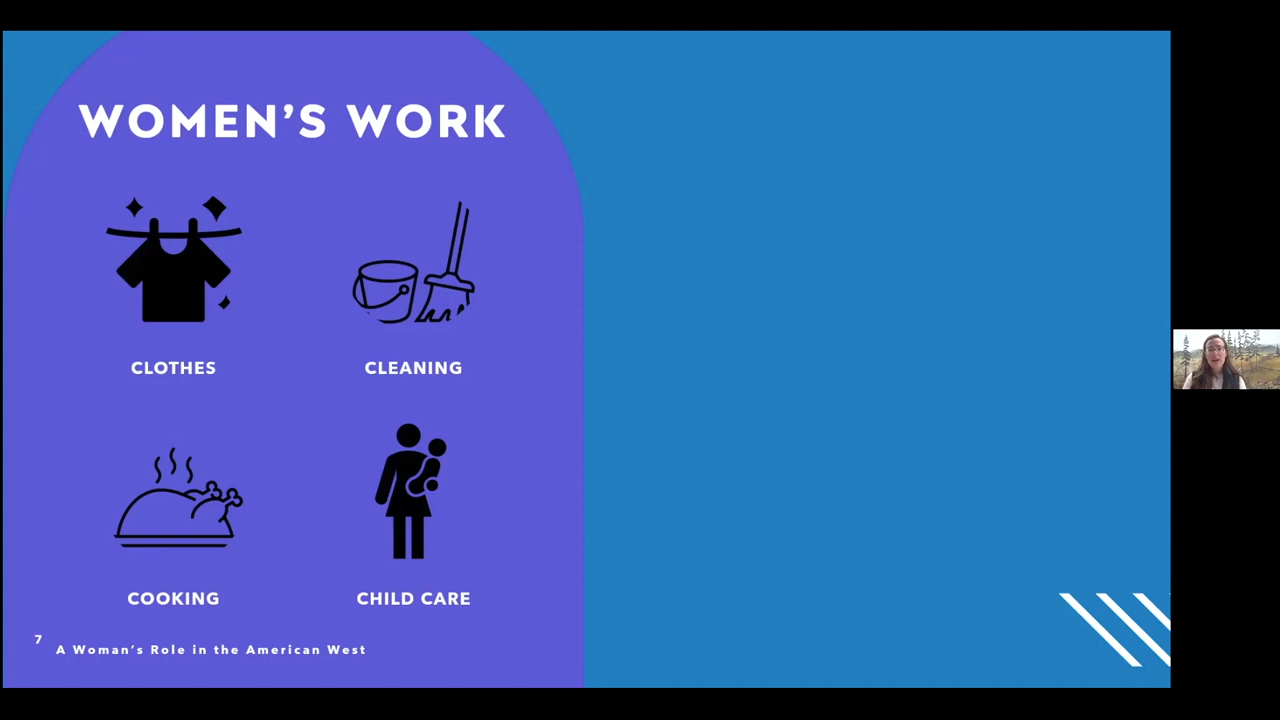 WOMEN'S WORK
CLOTHES
CLEANING
COOKING
CHILD CARE
7
A Woman's Role in the American West